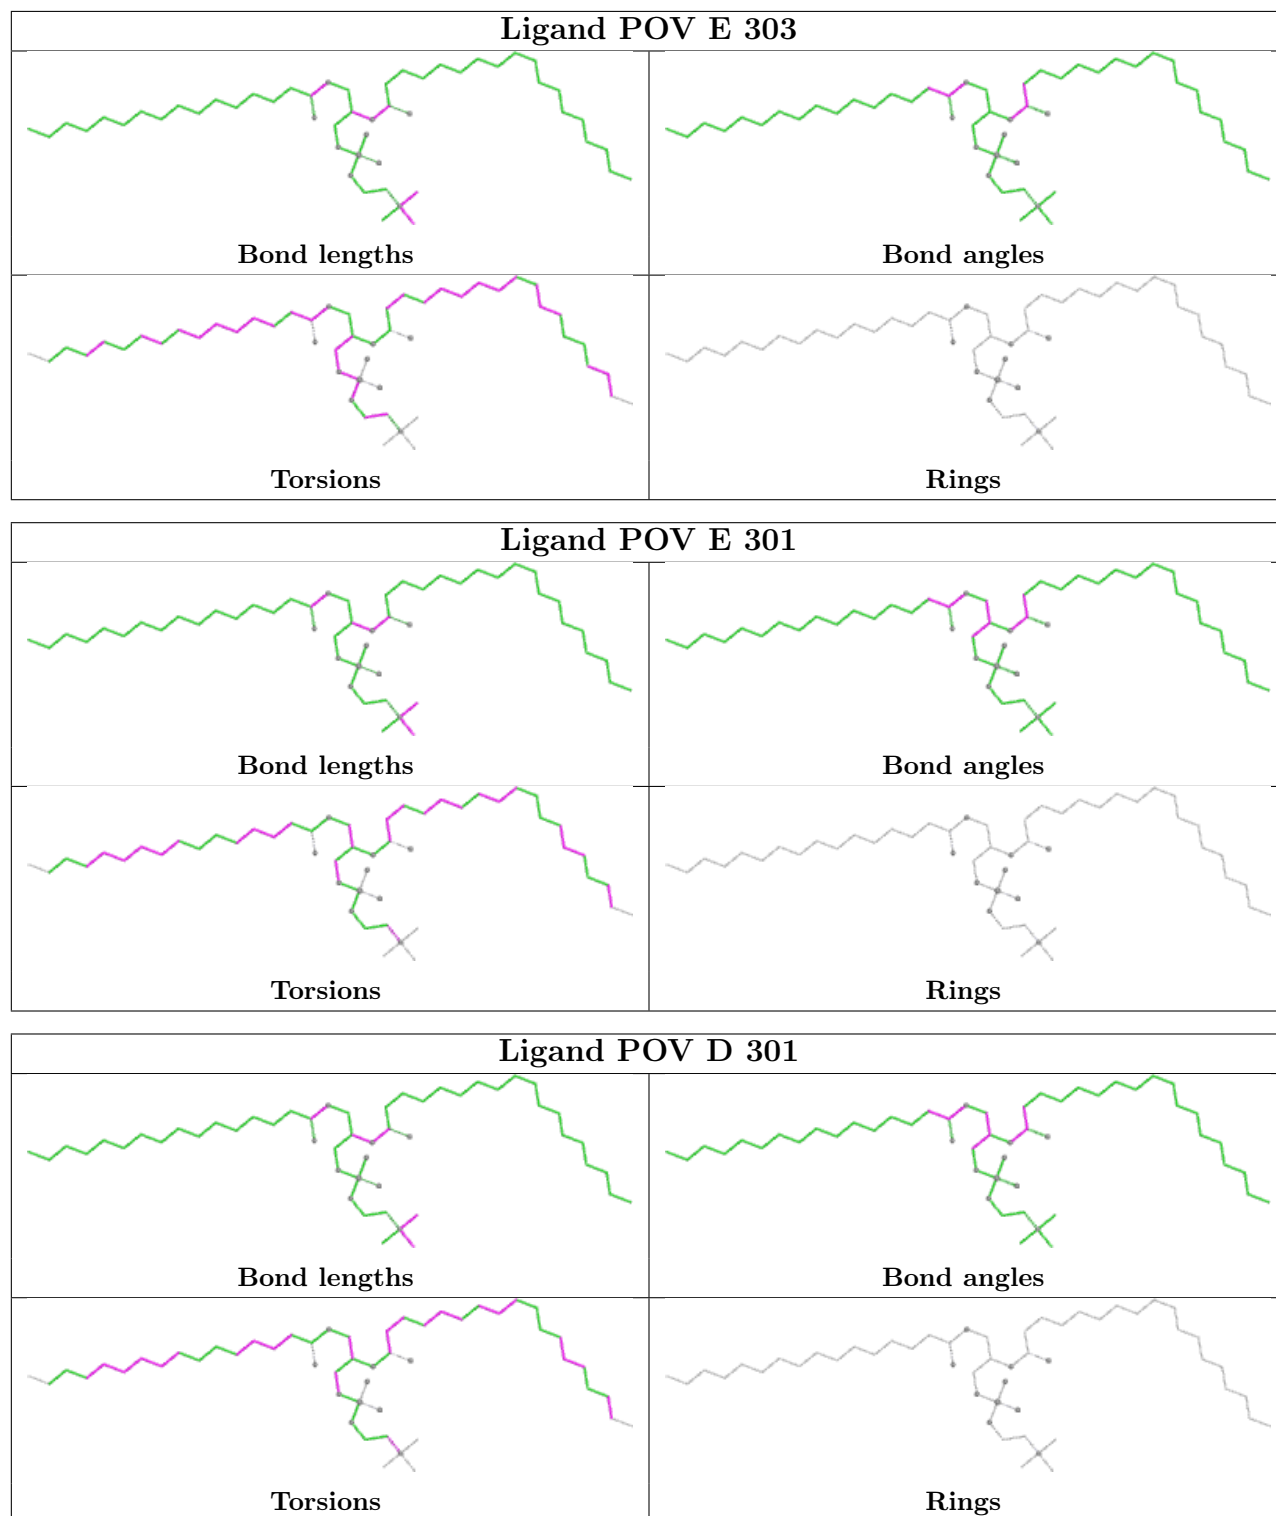 Ligand POV E 303
Bond lengths
Bond angles
Torsions
Rings
Ligand POV E 301
Bond lengths
Bond angles
Torsions
Rings
Ligand POV D 301
Bond lengths
Bond angles
Torsions
Rings